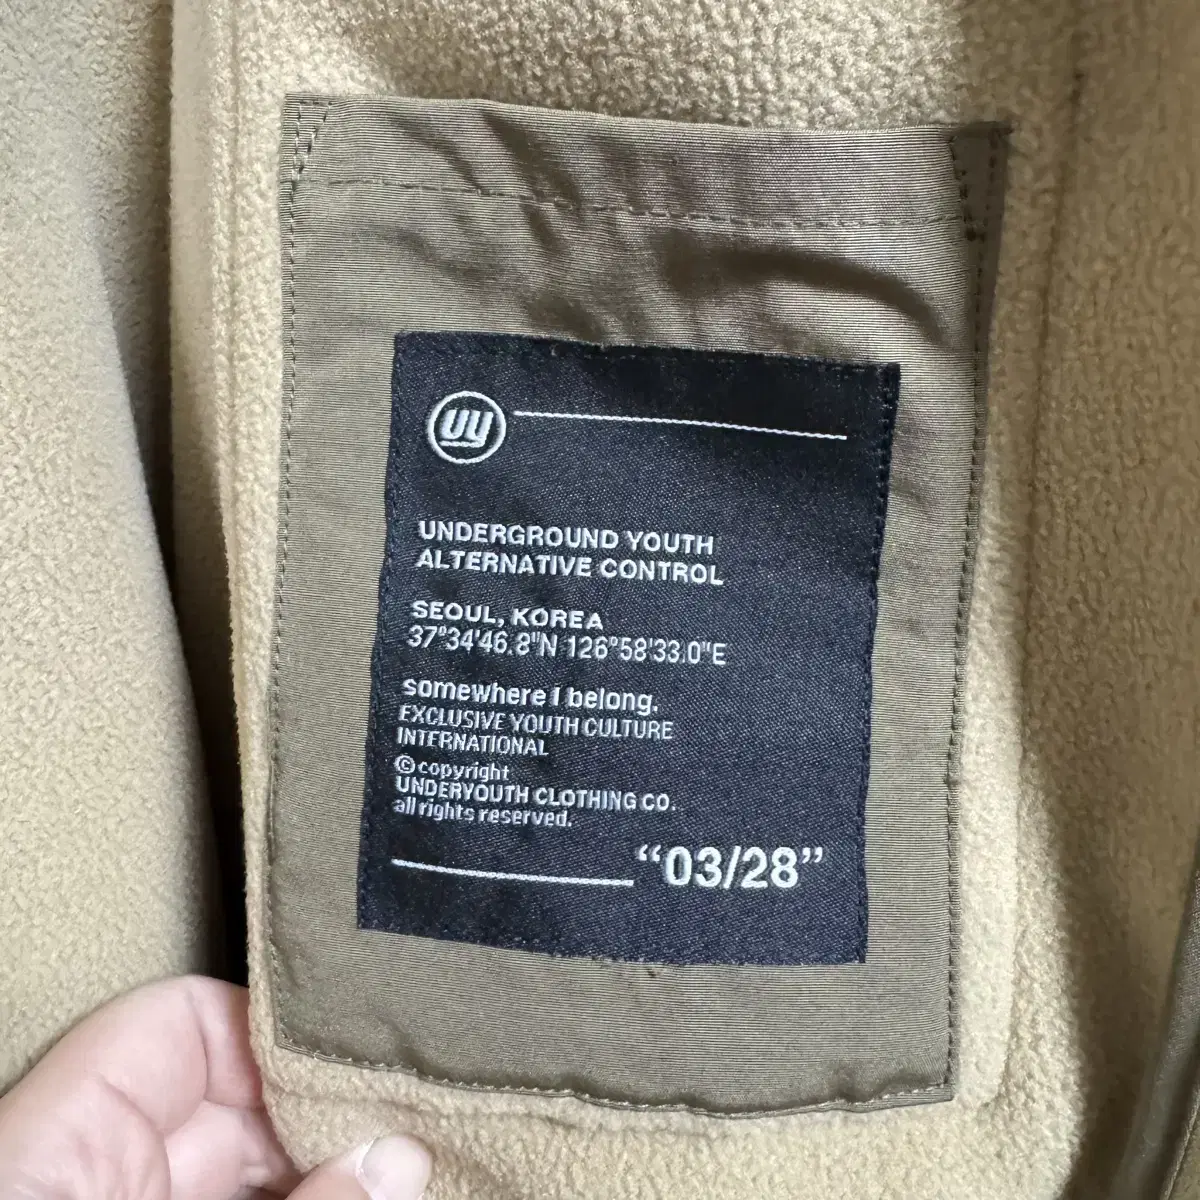 uy
UNDERGROUND YOUTH
ALTERNATIVE CONTROL
SEOUL, KOREA
37°34'46.8"N 126°58'33.0"E
somewhere I belong.
EXCLUSIVE YOUTH CULTURE
INTERNATIONAL
©copyright
UNDERYOUTH CLOTHING CO.
all rights reserved.
“03/28”